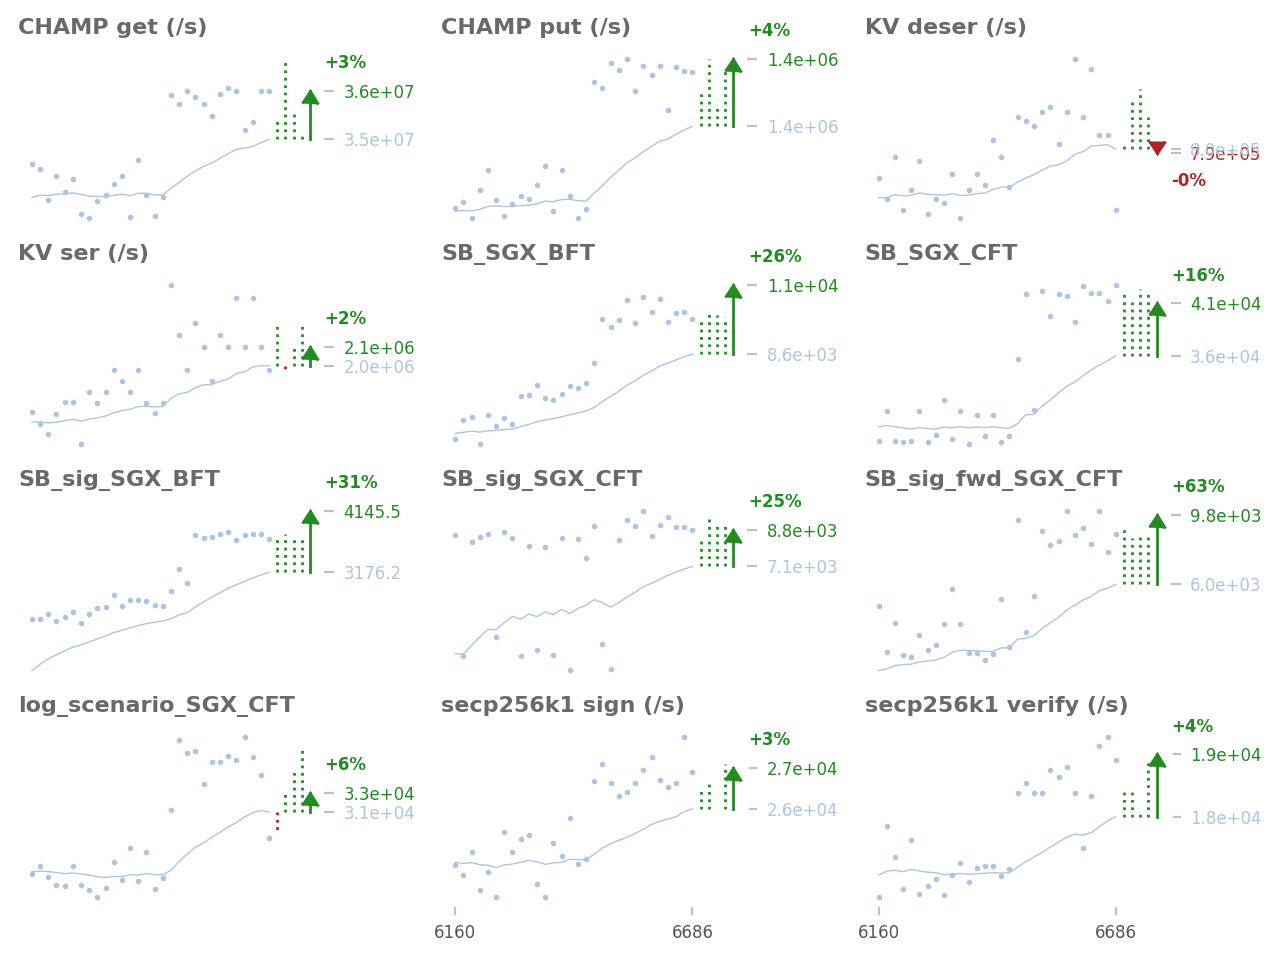 CHAMP get (/s)
+3%
3.6e+07
3.5e+07
CHAMP put (/s)
+4%
1.4e+06
1.4e+06
KV deser (/s)
8.0e+05
7.9e+05
-0%
KV ser (/s)
+2%
2.1e+06
2.0e+06
SB_SGX_BFT
+26%
1.1e+04
8.6e+03
SB_SGX_CFT
+16%
4.1e+04
3.6e+04
SB_sig_SGX_BFT
+31%
4145.5
3176.2
SB_sig_SGX_CFT
+25%
8.8e+03
7.1e+03
SB_sig_fwd_SGX_CFT
+63%
9.8e+03
6.0e+03
log_scenario_SGX_CFT
+6%
3.3e+04
3.1e+04
secp256k1 sign (/s)
+3%
2.7e+04
2.6e+04
6160 6686
secp256k1 verify (/s)
+4%
1.9e+04
1.8e+04
6160 6686